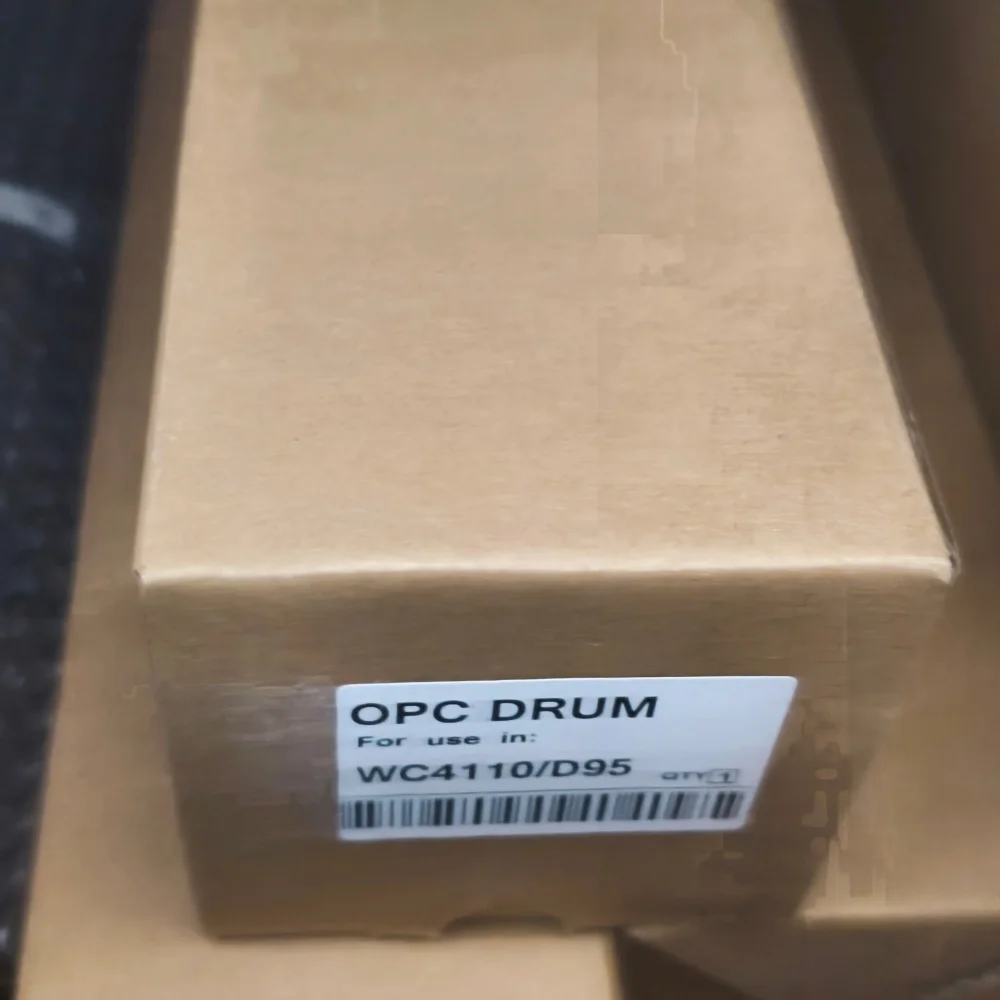 OPC DRUM
For use in:
WC4110/D95 QTY 1